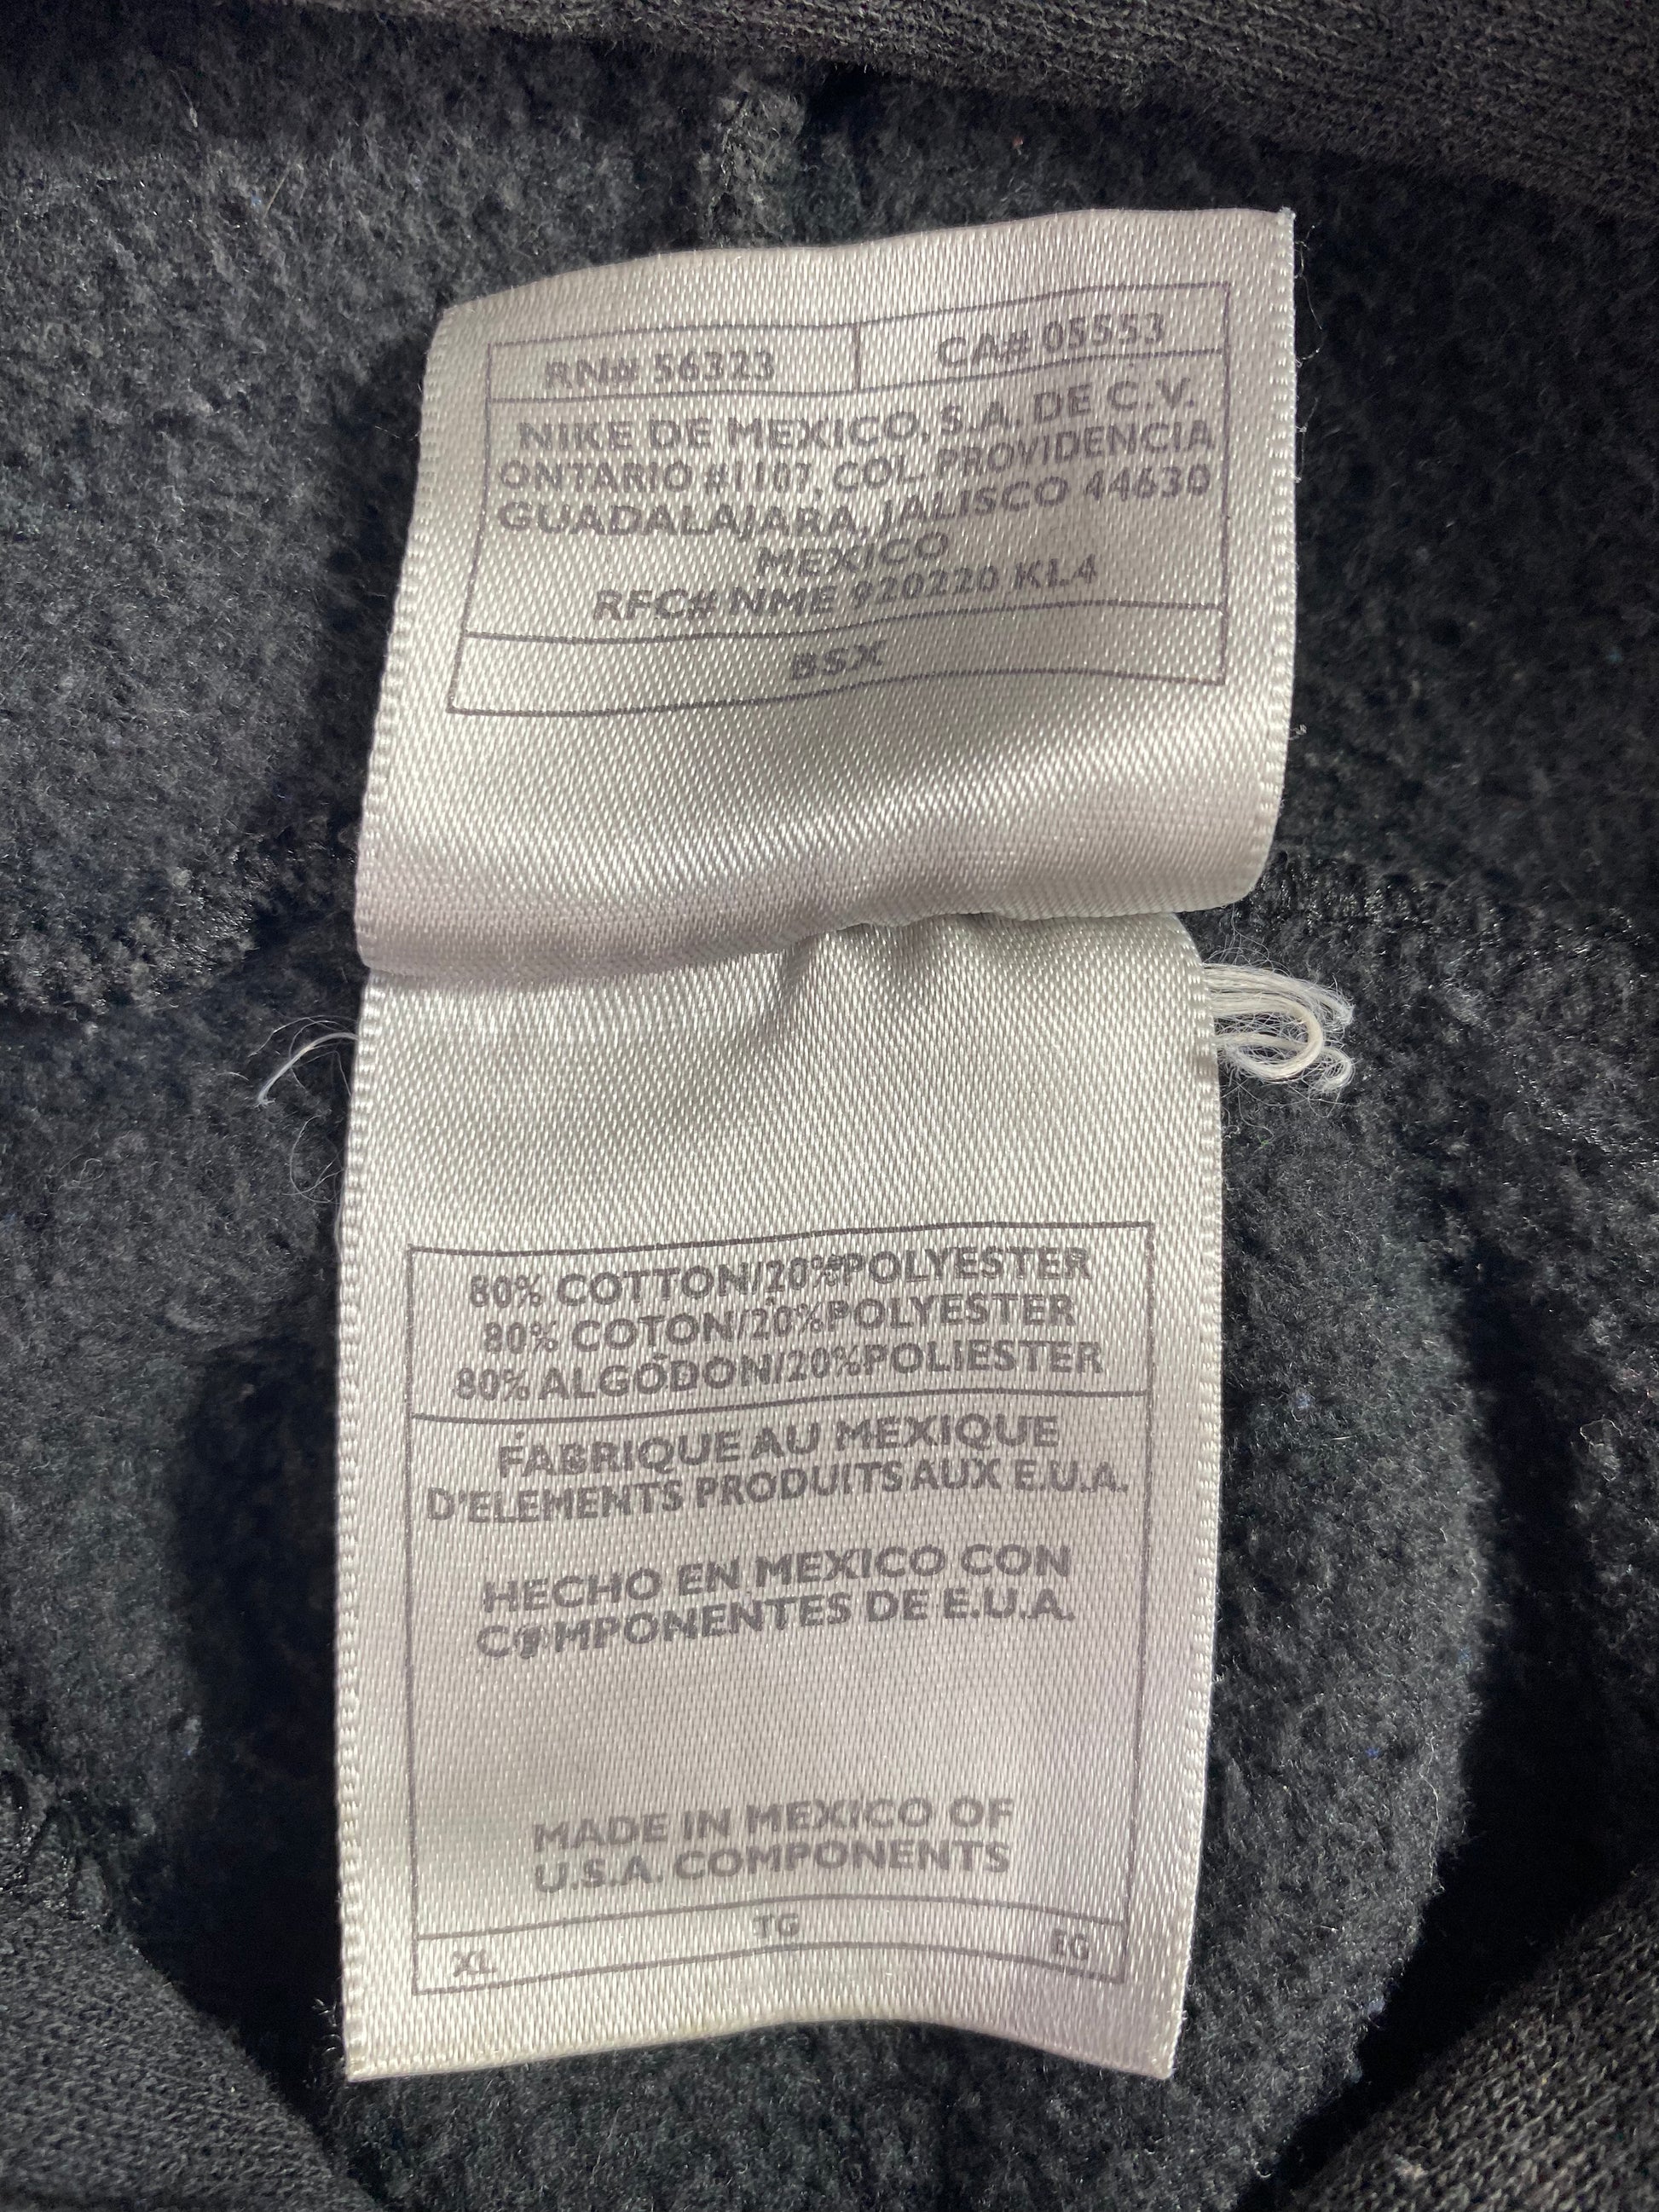 RN# 56323
CA# 05553
NIKE DE MEXICO, S.A. DE C.V.
ONTARIO #1107, COL. PROVIDENCIA
GUADALAJARA, JALISCO 44630
MEXICO
RFC# NME 920220 KL4
BSX
80% COTTON/20%POLYESTER
80% COTON/20%POLYESTER
80% ALGODON/20%POLIESTER
FABRIQUE AU MEXIQUE
D'ELEMENTS PRODUITS AUX E.U.A.
HECHO EN MEXICO CON
COMPONENTES DE E.U.A.
MADE IN MEXICO OF
U.S.A. COMPONENTS
XL TG EG